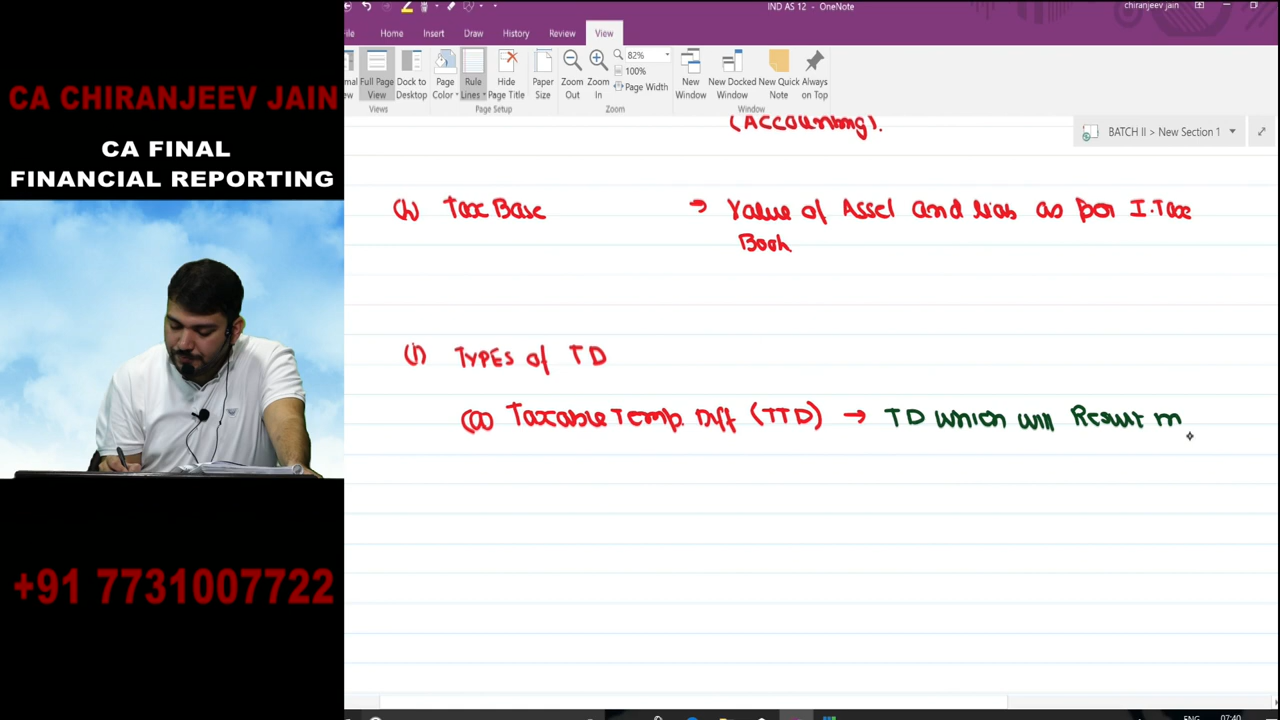 IND AS 12 - OneNote
chiranjeev jain
File
Home
Insert
Draw
History
Review
View
Full Page View
Dock to Desktop
Page Color
Rule Lines
Hide Page Title
Paper Size
Zoom Out
Zoom In
82%
100%
Page Width
New Window
New Docked Window
New Quick Note
Always on Top
Views
Page Setup
Zoom
Window
BATCH II > New Section 1
CA CHIRANJEEV JAIN
CA FINAL
FINANCIAL REPORTING
+91 7731007722
(Accounting).
(h) Tax Base → Value of Asset and liab as per I.Tax
Book
(i) TYPES of TD
(a) Taxable Temp. Diff (TTD) → TD which will Result in
ENG
07:40